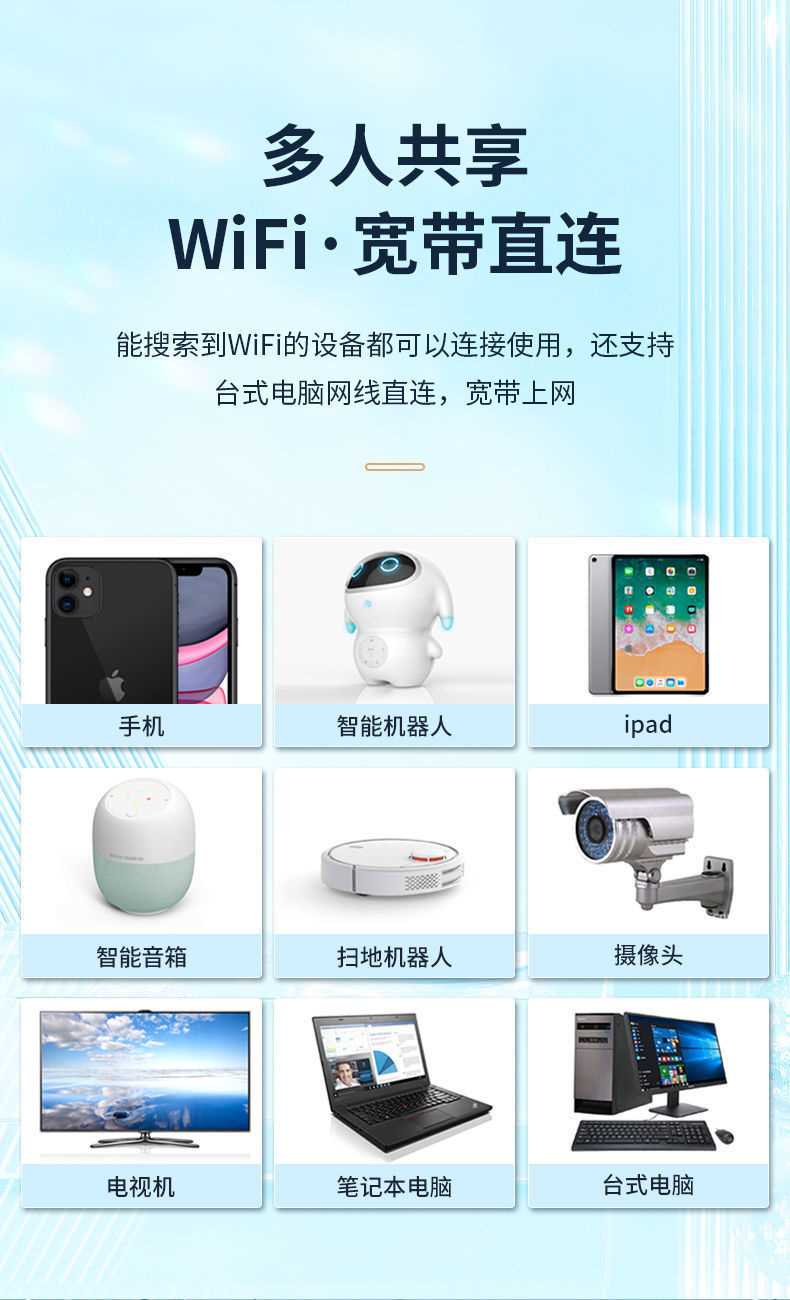 多人共享
WiFi·宽带直连
能搜索到WiFi的设备都可以连接使用，还支持
台式电脑网线直连，宽带上网
手机
智能机器人
ipad
智能音箱
扫地机器人
摄像头
电视机
笔记本电脑
台式电脑